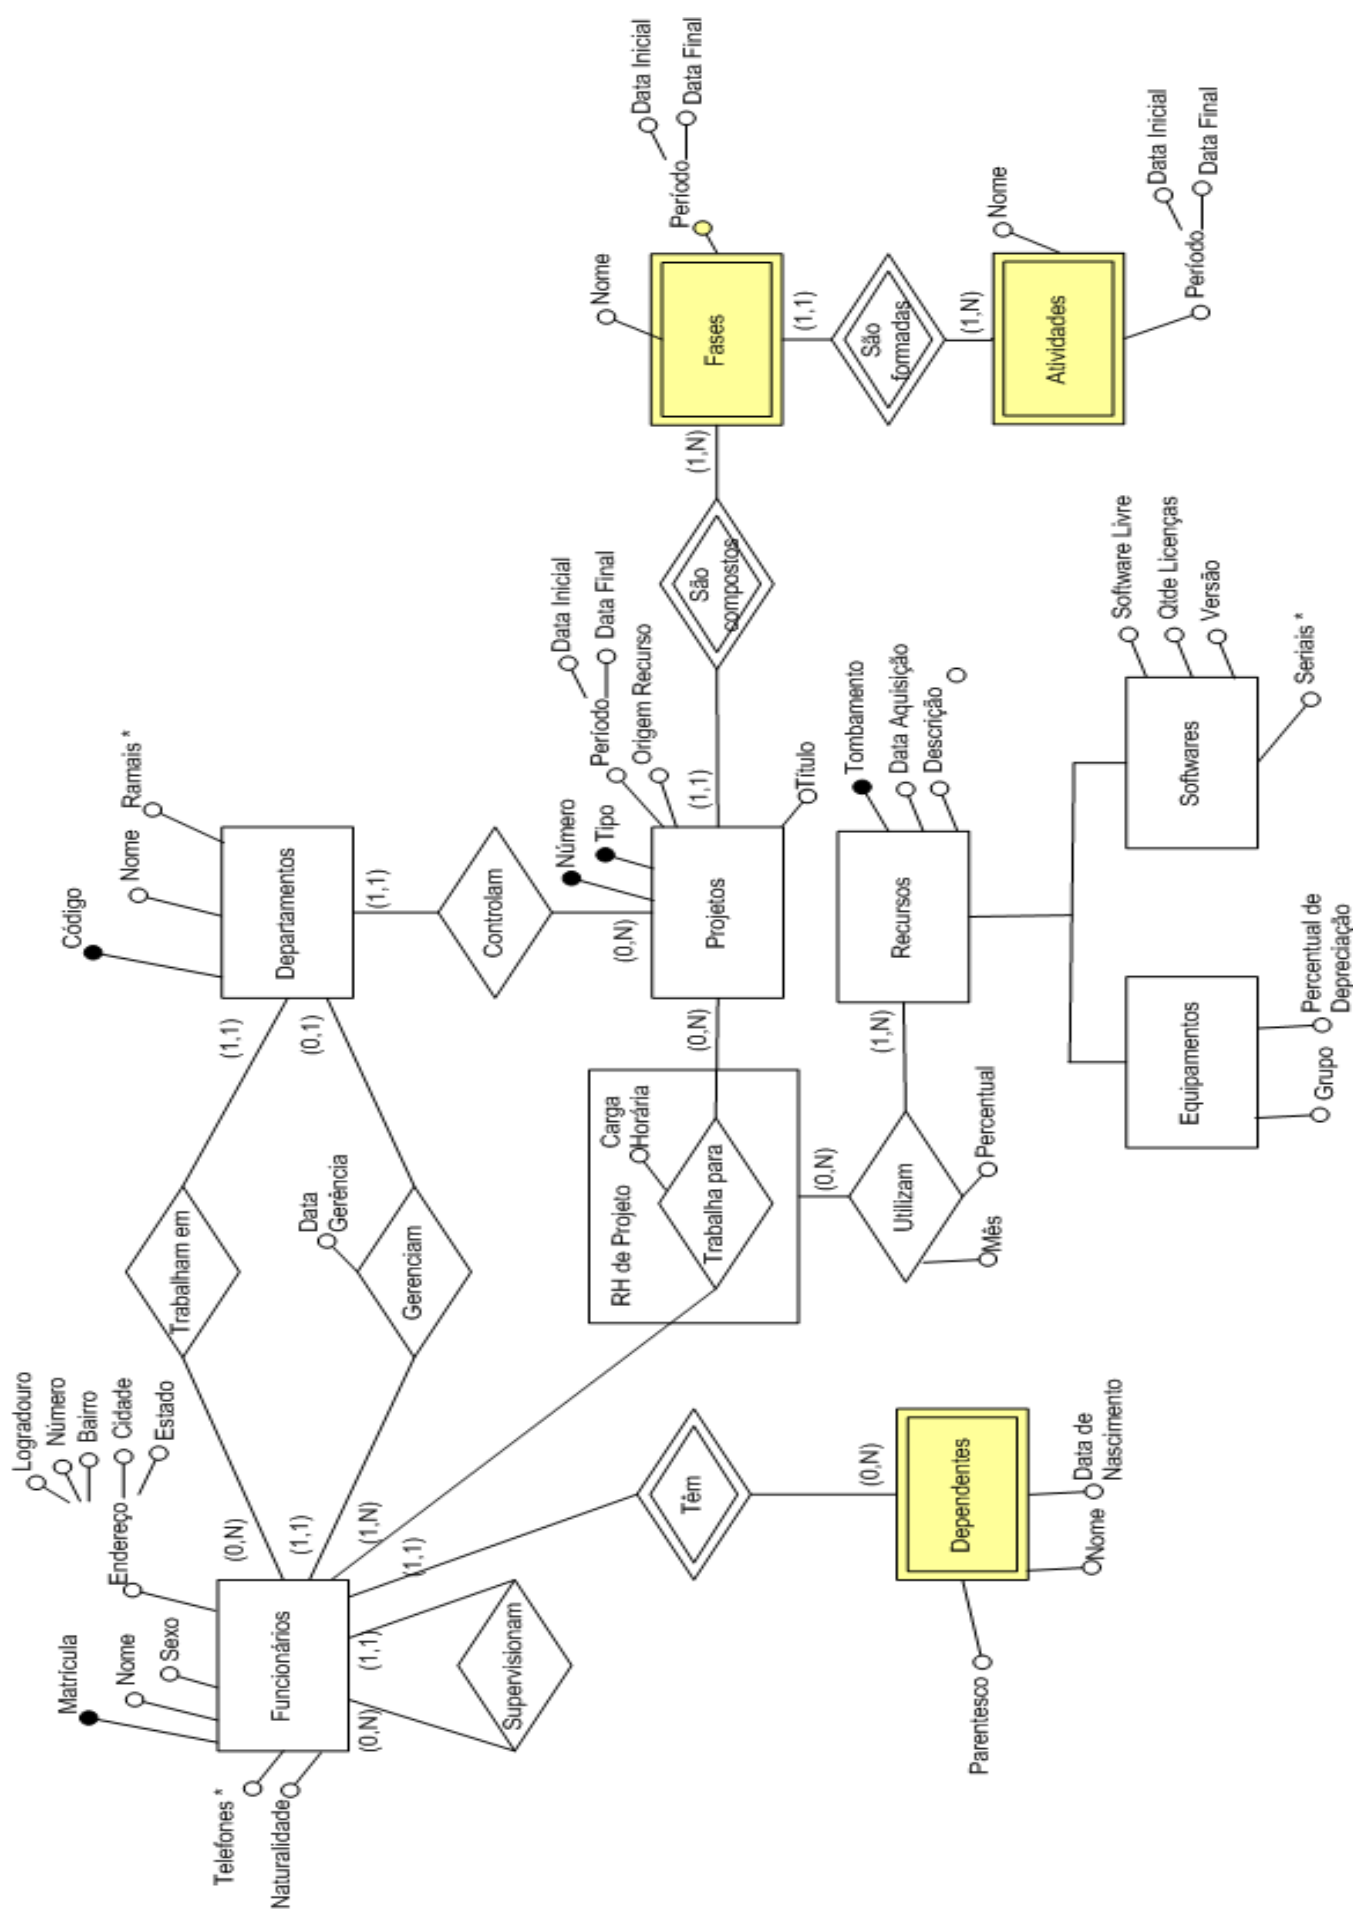 Matrícula
Nome
Sexo
Endereço
Logradouro
Número
Bairro
Cidade
Estado
Telefones *
Naturalidade
Funcionários
(0,N)
(1,1)
(1,N)
(1,1)
(1,1)
(0,N)
Trabalham em
Data
Gerência
Gerenciam
(1,1)
(0,1)
Código
Nome
Ramais *
Departamentos
(1,1)
Controlam
(0,N)
Supervisionam
Têm
(0,N)
Dependentes
Parentesco
Nome
Data de
Nascimento
RH de Projeto
Carga
Horária
Trabalha para
(0,N)
Número
Tipo
Período
Data Inicial
Data Final
Origem Recurso
Título
Projetos
(1,1)
São
compostos
(1,N)
Nome
Período
Data Inicial
Data Final
Fases
(1,1)
São
formadas
(1,N)
Atividades
Nome
Período
Data Inicial
Data Final
(0,N)
Utilizam
Mês
Percentual
(1,N)
Recursos
Tombamento
Data Aquisição
Descrição
Equipamentos
Grupo
Percentual de
Depreciação
Softwares
Software Livre
Qtde Licenças
Versão
Seriais *